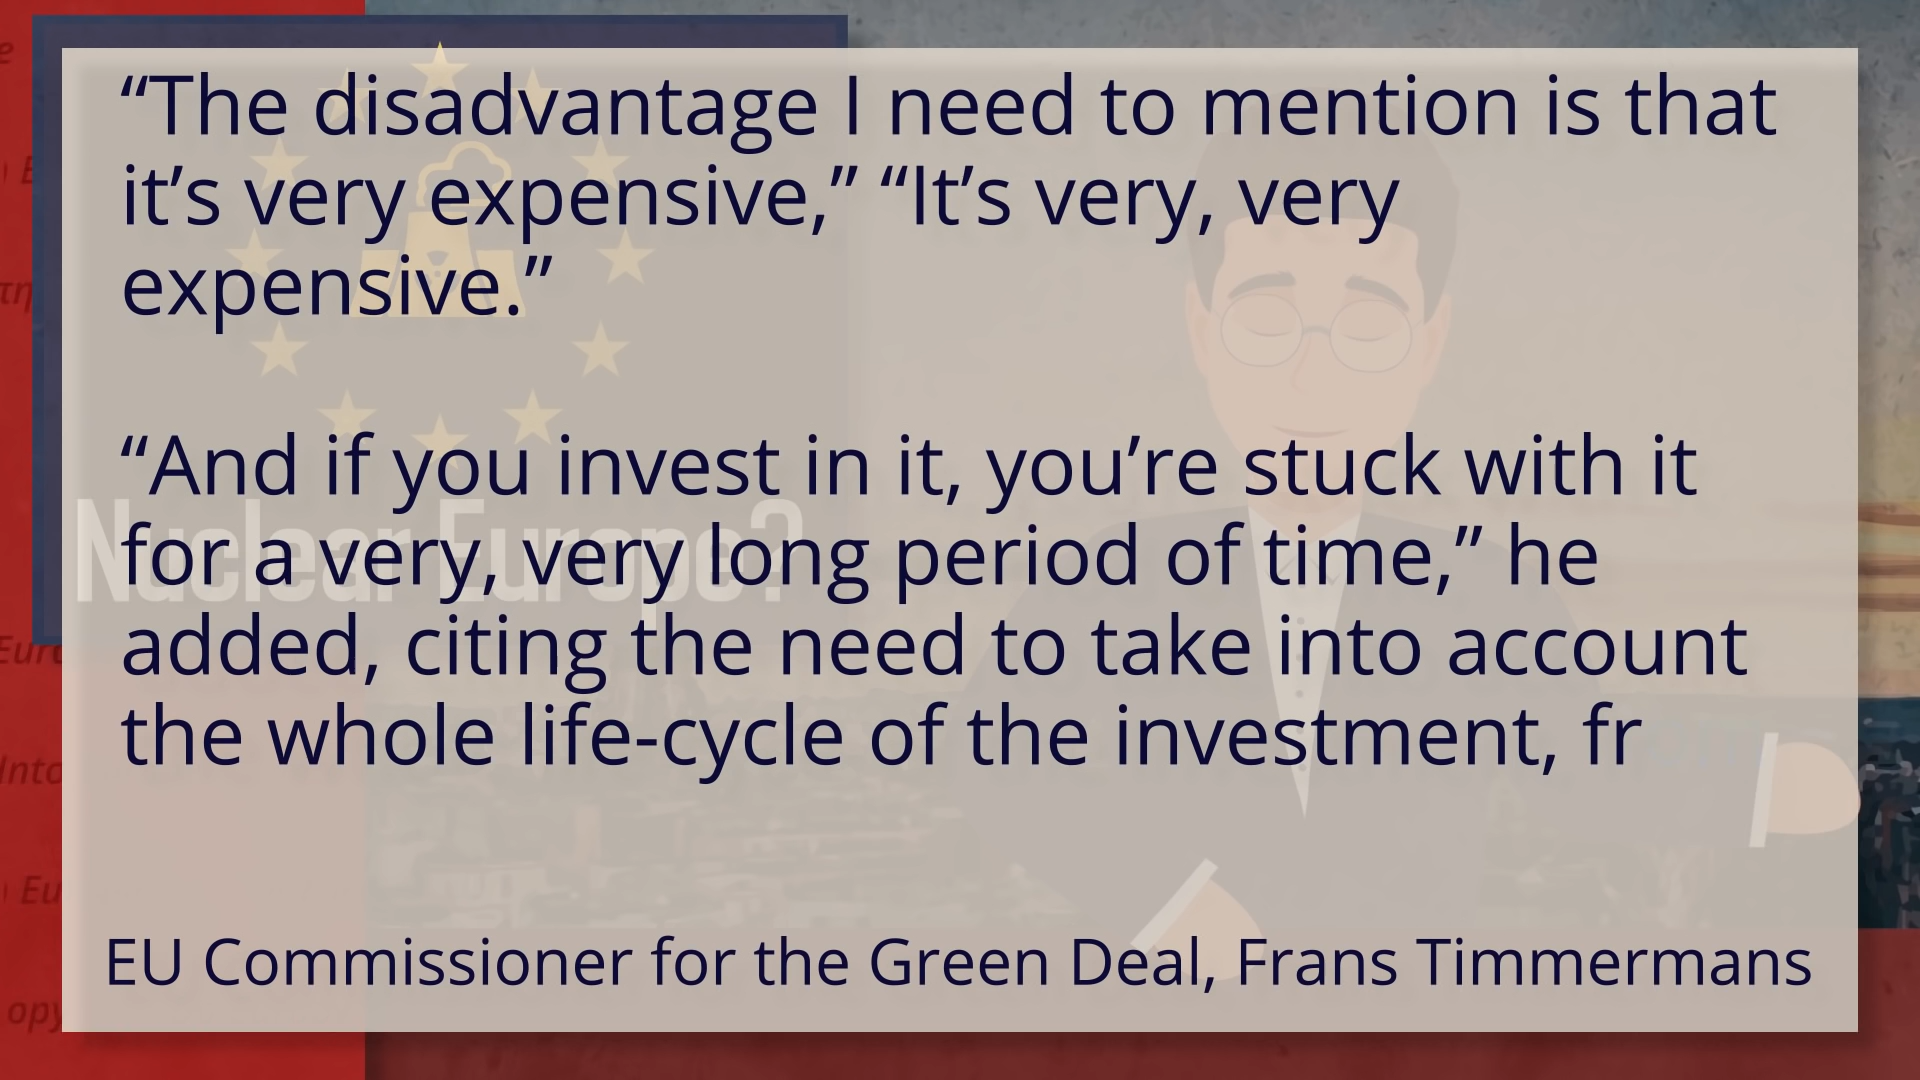 “The disadvantage I need to mention is that
it’s very expensive,” “It’s very, very
expensive.”
“And if you invest in it, you’re stuck with it
for a very, very long period of time,” he
added, citing the need to take into account
the whole life-cycle of the investment, fr
Nuclear Europe?
EU Commissioner for the Green Deal, Frans Timmermans